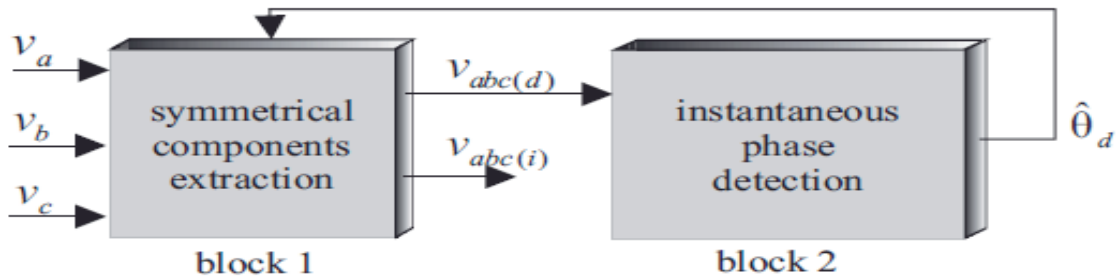 v_a
v_b
v_c
symmetrical
components
extraction
block 1
v_abc(d)
v_abc(i)
instantaneous
phase
detection
block 2
θ̂_d